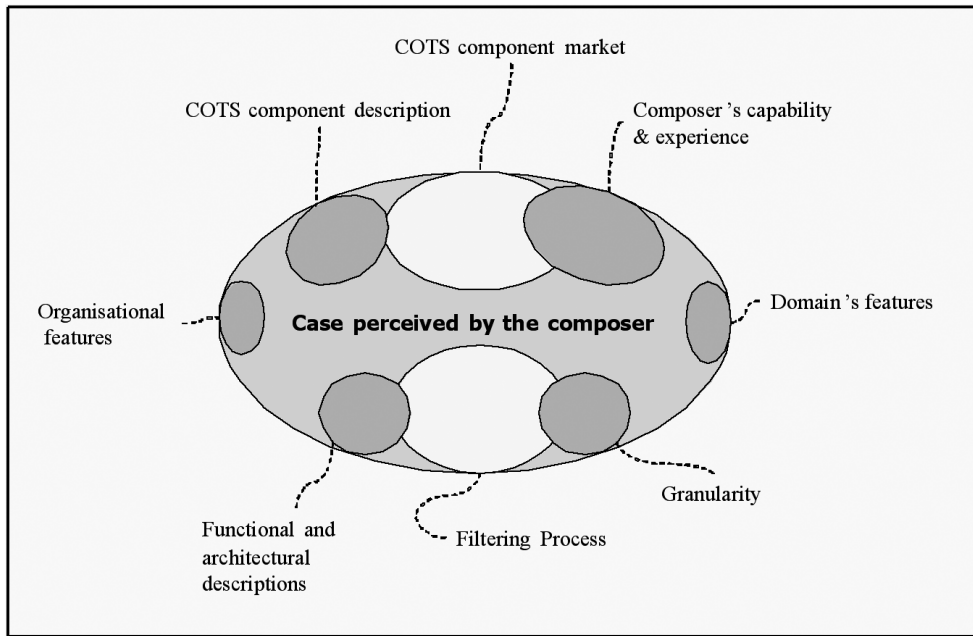 COTS component market
COTS component description
Composer's capability
& experience
Organisational
features
Case perceived by the composer
Domain's features
Functional and
architectural
descriptions
Filtering Process
Granularity